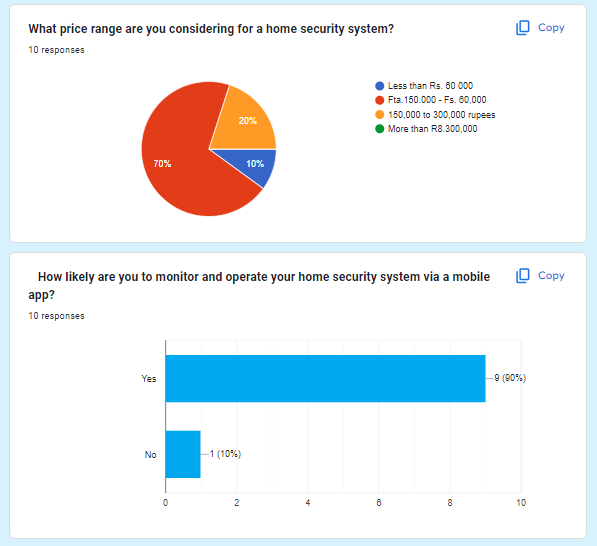 What price range are you considering for a home security system?
Copy
10 responses
20%
70%
10%
Less than Rs. 60 000
Fta.150.000 - Fs. 60,000
150,000 to 300,000 rupees
More than R8.300,000
How likely are you to monitor and operate your home security system via a mobile
app?
Copy
10 responses
Yes
9 (90%)
No
1 (10%)
0 2 4 6 8 10